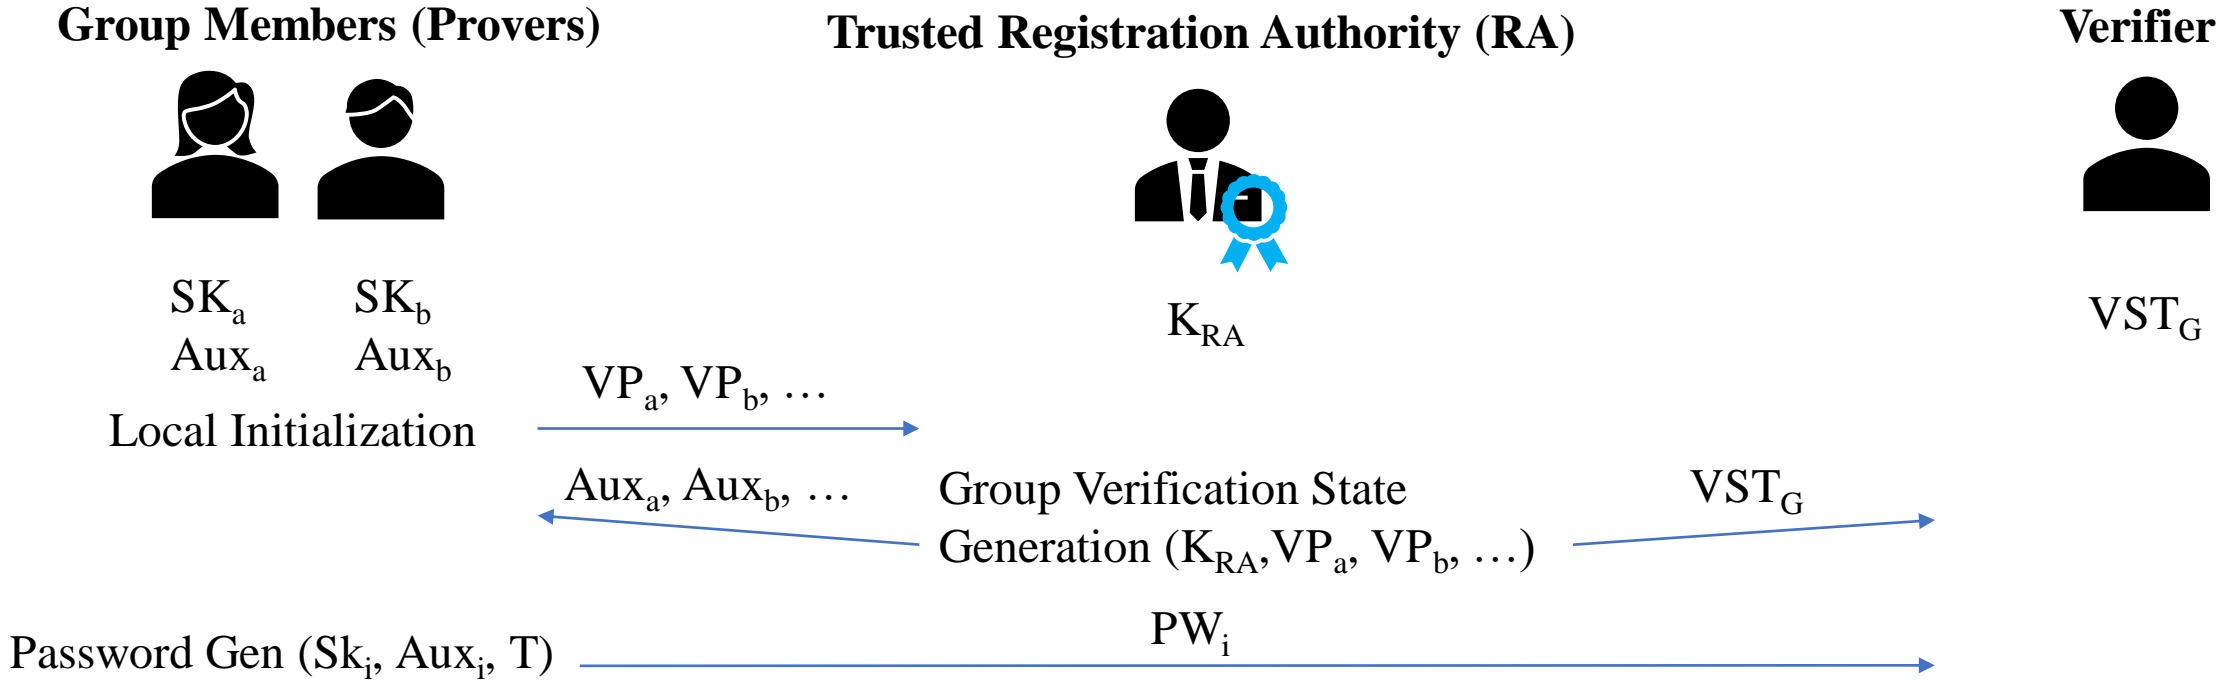 Group Members (Provers)
Trusted Registration Authority (RA)
Verifier
SKa
SKb
Auxa
Auxb
KRA
VSTG
VPa, VPb, …
Local Initialization
Auxa, Auxb, …
Group Verification State
Generation (KRA,VPa, VPb, …)
VSTG
PWi
Password Gen (Ski, Auxi, T)